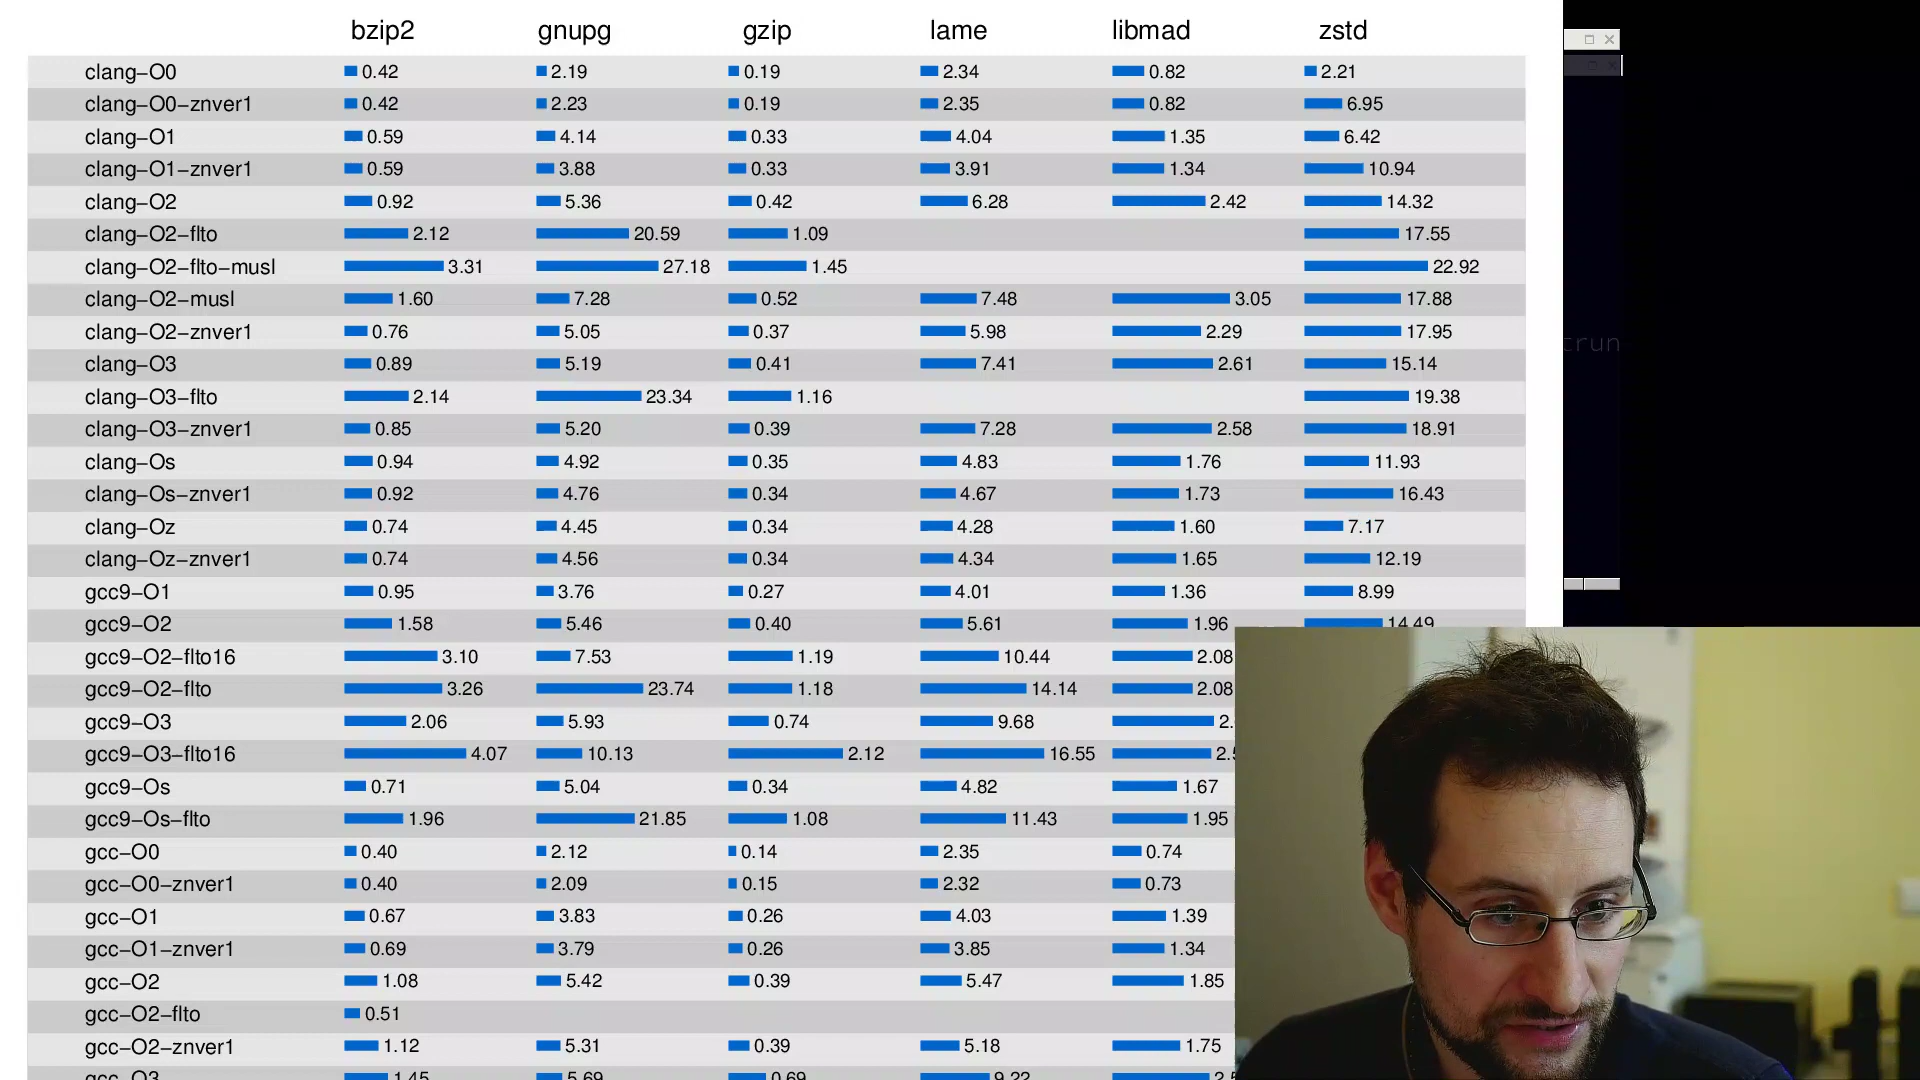 bzip2 gnupg gzip lame libmad zstd
clang−O0 0.42 2.19 0.19 2.34 0.82 2.21
clang−O0−znver1 0.42 2.23 0.19 2.35 0.82 6.95
clang−O1 0.59 4.14 0.33 4.04 1.35 6.42
clang−O1−znver1 0.59 3.88 0.33 3.91 1.34 10.94
clang−O2 0.92 5.36 0.42 6.28 2.42 14.32
clang−O2−flto 2.12 20.59 1.09 17.55
clang−O2−flto−musl 3.31 27.18 1.45 22.92
clang−O2−musl 1.60 7.28 0.52 7.48 3.05 17.88
clang−O2−znver1 0.76 5.05 0.37 5.98 2.29 17.95
trun
clang−O3 0.89 5.19 0.41 7.41 2.61 15.14
clang−O3−flto 2.14 23.34 1.16 19.38
clang−O3−znver1 0.85 5.20 0.39 7.28 2.58 18.91
clang−Os 0.94 4.92 0.35 4.83 1.76 11.93
clang−Os−znver1 0.92 4.76 0.34 4.67 1.73 16.43
clang−Oz 0.74 4.45 0.34 4.28 1.60 7.17
clang−Oz−znver1 0.74 4.56 0.34 4.34 1.65 12.19
gcc9−O1 0.95 3.76 0.27 4.01 1.36 8.99
gcc9−O2 1.58 5.46 0.40 5.61 1.96 14.49
gcc9−O2−flto16 3.10 7.53 1.19 10.44 2.08
gcc9−O2−flto 3.26 23.74 1.18 14.14 2.08
gcc9−O3 2.06 5.93 0.74 9.68 2.
gcc9−O3−flto16 4.07 10.13 2.12 16.55
gcc9−Os 0.71 5.04 0.34 4.82 1.67
gcc9−Os−flto 1.96 21.85 1.08 11.43 1.95
gcc−O0 0.40 2.12 0.14 2.35 0.74
gcc−O0−znver1 0.40 2.09 0.15 2.32 0.73
gcc−O1 0.67 3.83 0.26 4.03 1.39
gcc−O1−znver1 0.69 3.79 0.26 3.85 1.34
gcc−O2 1.08 5.42 0.39 5.47 1.85
gcc−O2−flto 0.51
gcc−O2−znver1 1.12 5.31 0.39 5.18 1.75
gcc−O3 1.45 5.69 0.69 9.22